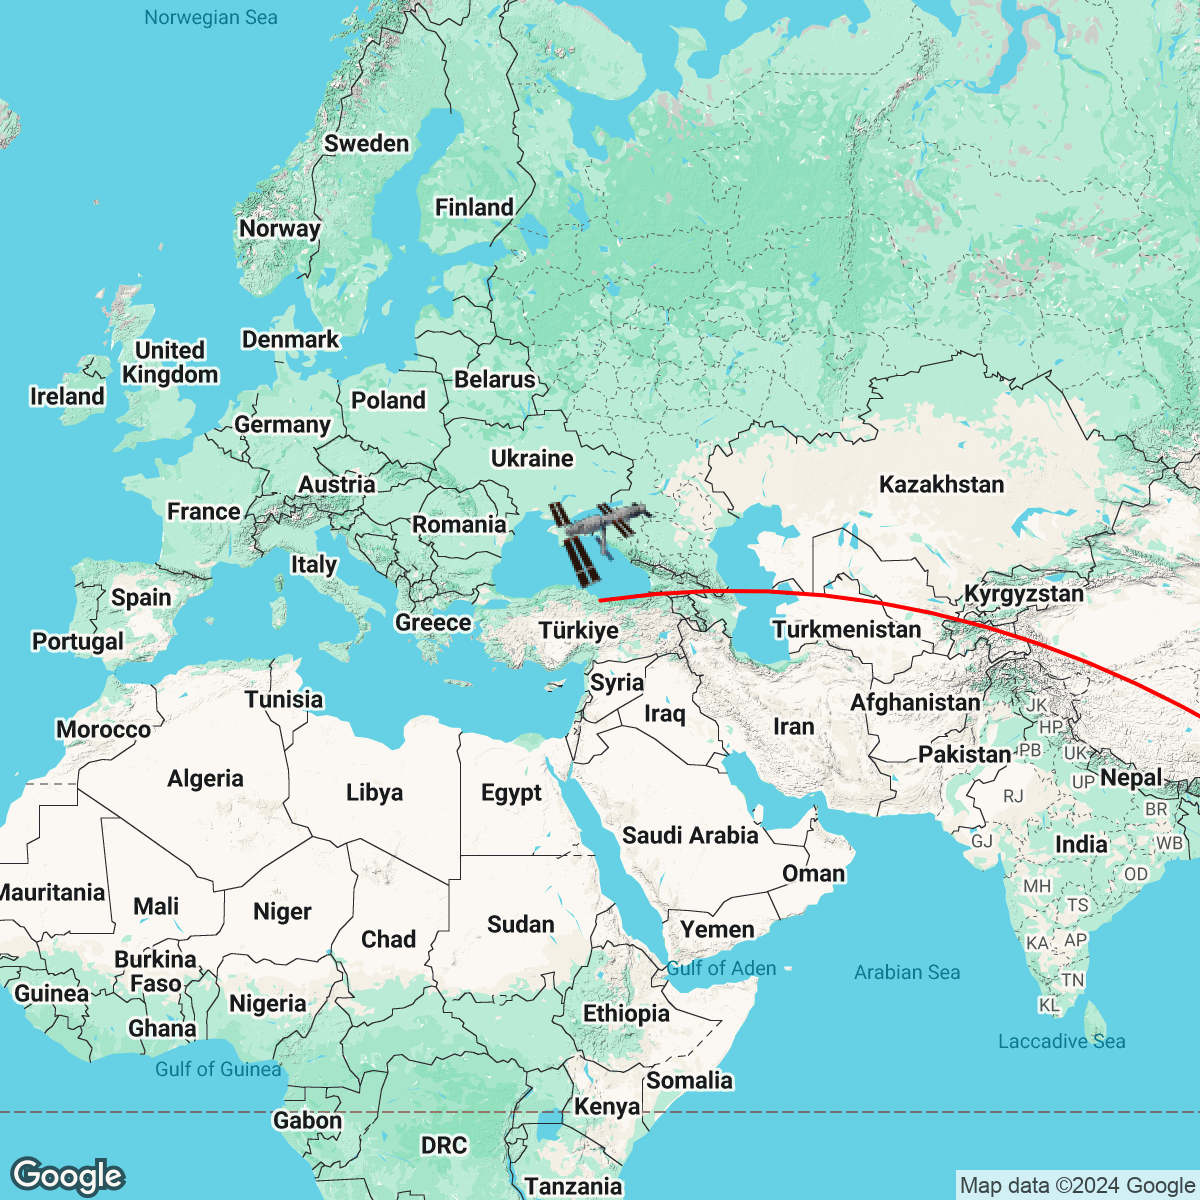 Norwegian Sea
Sweden
Finland
Norway
Denmark
United
Kingdom
Ireland
Belarus
Poland
Germany
Ukraine
Austria
Kazakhstan
France
Romania
Italy
Spain
Kyrgyzstan
Greece
Türkiye
Turkmenistan
Portugal
Syria
Tunisia
Afghanistan
JK
Iraq
Morocco
Iran
HP
Pakistan
PB
UK
Algeria
Nepal
UP
Libya
Egypt
RJ
BR
Saudi Arabia
GJ
India
WB
Oman
OD
MH
Mauritania
Mali
TS
Niger
Sudan
Yemen
Chad
KA
AP
Burkina
Faso
Gulf of Aden
Arabian Sea
TN
Guinea
Nigeria
KL
Ethiopia
Ghana
Laccadive Sea
Gulf of Guinea
Somalia
Kenya
Gabon
DRC
Google
Tanzania
Map data ©2024 Google